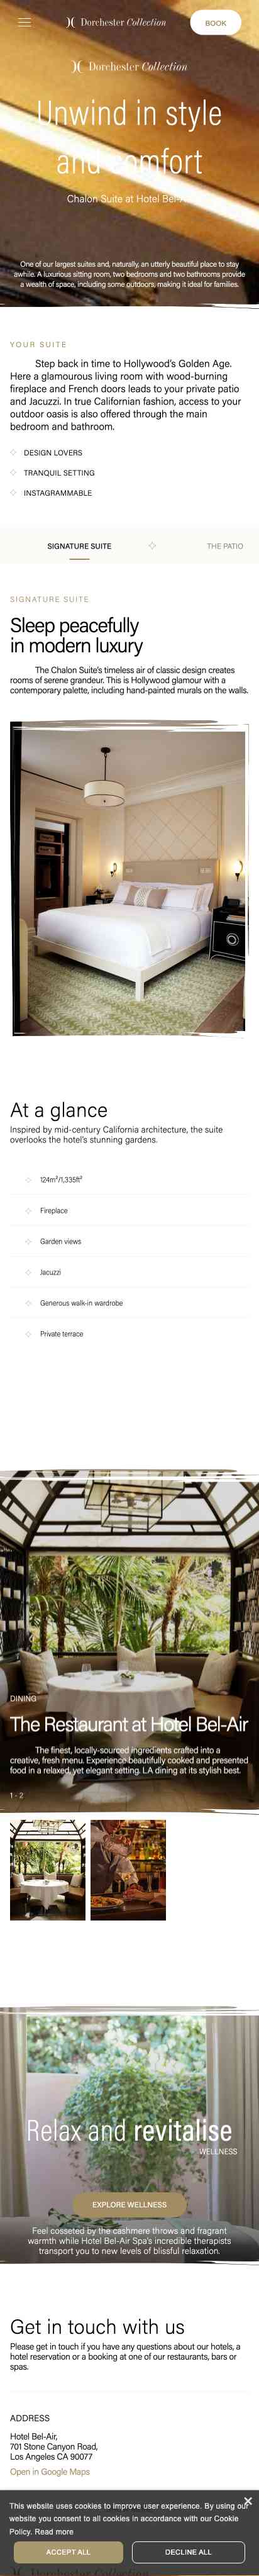 Dorchester Collection
BOOK
Dorchester Collection
Unwind in style
and comfort
Chalon Suite at Hotel Bel-A
One of our largest suites and, naturally, an utterly beautiful place to stay
awhile. A luxurious sitting room, two bedrooms and two bathrooms provide
a wealth of space, including some outdoors, making it ideal for families.
YOUR SUITE
Step back in time to Hollywood's Golden Age.
Here a glamourous living room with wood-burning
fireplace and French doors leads to your private patio
and Jacuzzi. In true Californian fashion, access to your
outdoor oasis is also offered through the main
bedroom and bathroom.
DESIGN LOVERS
TRANQUIL SETTING
INSTAGRAMMABLE
SIGNATURE SUITE
THE PATIO
SIGNATURE SUITE
Sleep peacefully
in modern luxury
The Chalon Suite's timeless air of classic design creates
rooms of serene grandeur. This is Hollywood glamour with a
contemporary palette, including hand-painted murals on the walls.
At a glance
Inspired by mid-century California architecture, the suite
overlooks the hotel's stunning gardens.
124m²/1,335ft²
Fireplace
Garden views
Jacuzzi
Generous walk-in wardrobe
Private terrace
DINING
The Restaurant at Hotel Bel-Air
The finest, locally-sourced ingredients crafted into a
creative, fresh menu. Experience beautifully cooked and presented
food in a relaxed, yet elegant setting. LA dining at its stylish best.
1 - 2
Relax and revitalise
WELLNESS
EXPLORE WELLNESS
Feel cosseted by the cashmere throws and fragrant
warmth while Hotel Bel-Air Spa's incredible therapists
transport you to new levels of blissful relaxation.
Get in touch with us
Please get in touch if you have any questions about our hotels, a
hotel reservation or a booking at one of our restaurants, bars or
spas.
ADDRESS
Hotel Bel-Air,
701 Stone Canyon Road,
Los Angeles CA 90077
Open in Google Maps
This website uses cookies to improve user experience. By using our
website you consent to all cookies in accordance with our Cookie
Policy. Read more
ACCEPT ALL
DECLINE ALL
Dorchester Collection